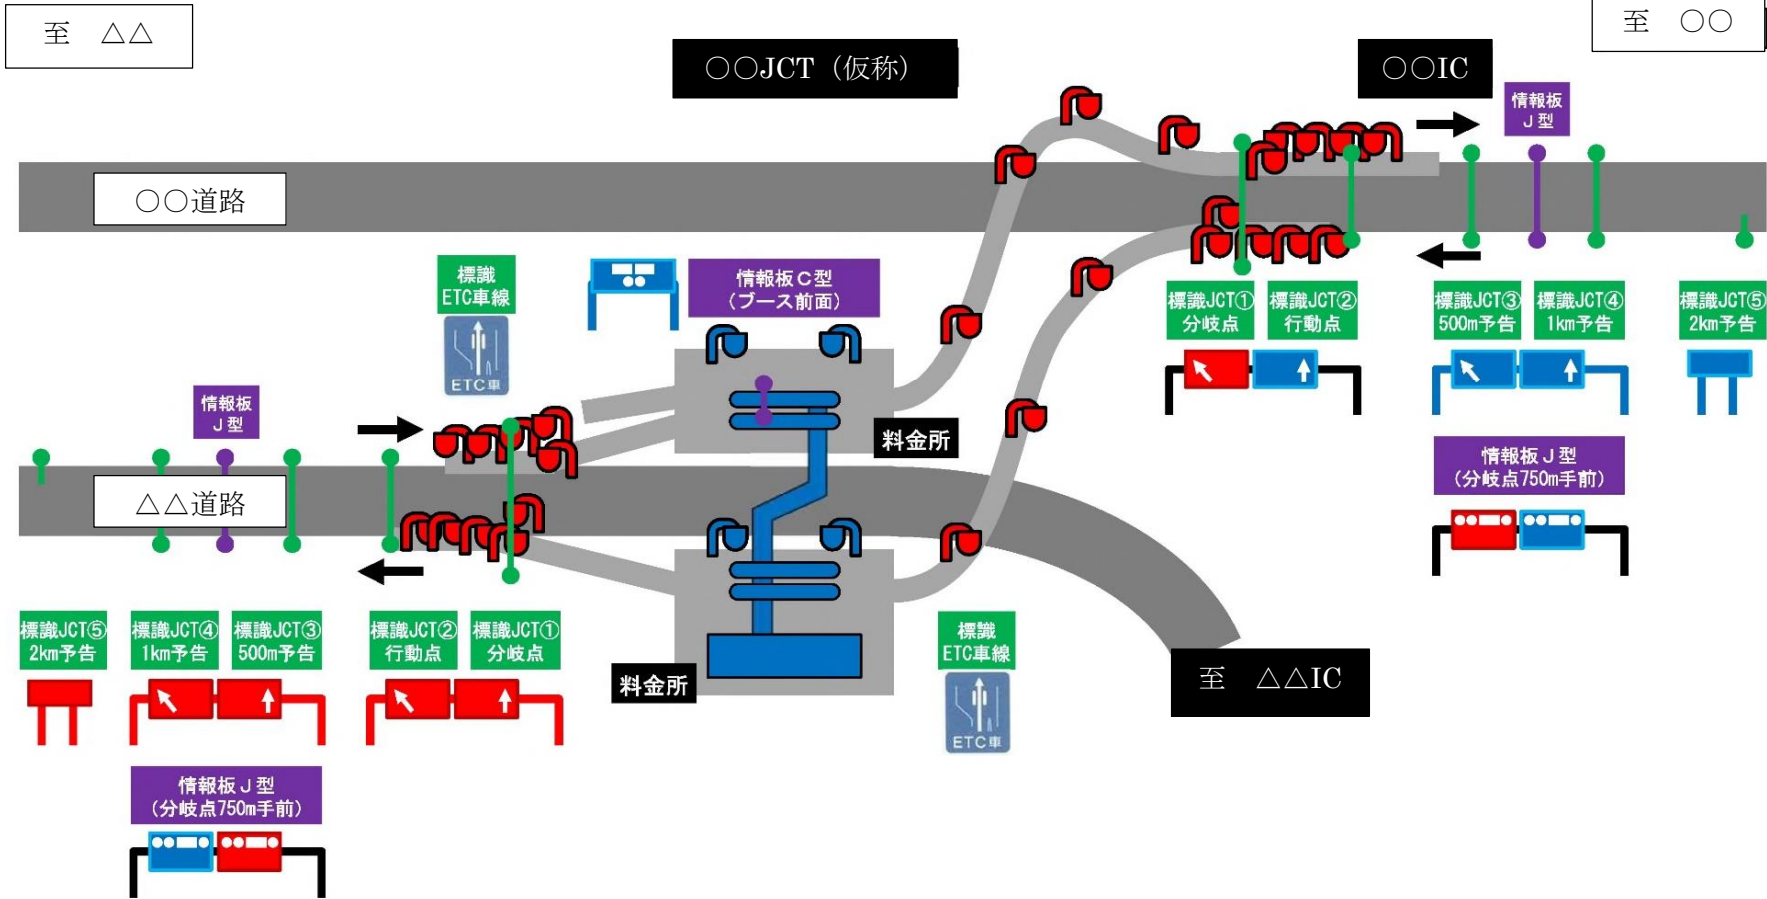 至　△△
至　○○
○○JCT（仮称）
○○IC
情報板
Ｊ型
○○道路
標識
ETC車線
ETC車
情報板Ｃ型
（ブース前面）
標識JCT①
分岐点
標識JCT②
行動点
標識JCT③
500m予告
標識JCT④
1km予告
標識JCT⑤
2km予告
情報板
Ｊ型
料金所
情報板Ｊ型
（分岐点750m手前）
△△道路
標識JCT⑤
2km予告
標識JCT④
1km予告
標識JCT③
500m予告
標識JCT②
行動点
標識JCT①
分岐点
料金所
標識
ETC車線
ETC車
至　△△IC
情報板Ｊ型
（分岐点750m手前）